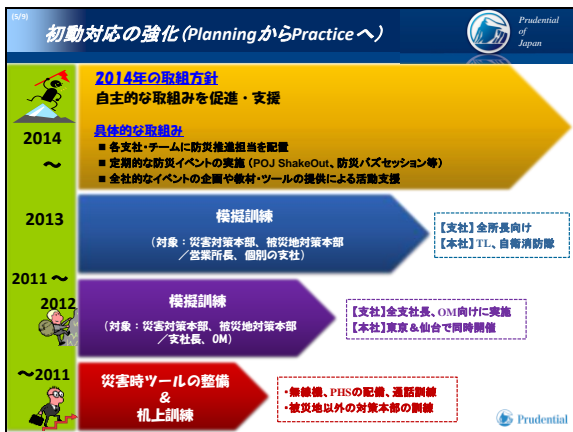 (5/9)
初動対応の強化(PlanningからPracticeへ)
Prudential
of
Japan
2014年の取組方針
自主的な取組みを促進・支援
具体的な取組み
■ 各支社・チームに防災推進担当を配置
■ 定期的な防災イベントの実施(POJ ShakeOut、防災バズセッション等)
■ 全社的なイベントの企画や教材・ツールの提供による活動支援
2014
~
2013
模擬訓練
(対象:災害対策本部、被災地対策本部
/営業所長、個別の支社)
【支社】全所長向け
【本社】TL、自衛消防隊
2011~
2012
模擬訓練
(対象:災害対策本部、被災地対策本部
/支社長、OM)
【支社】全支社長、OM向けに実施
【本社】東京&仙台で同時開催
~2011
災害時ツールの整備
&
机上訓練
・無線機、PHSの配備、通話訓練
・被災地以外の対策本部の訓練
Prudential